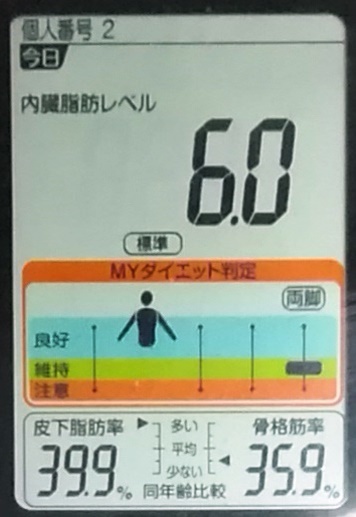 個人番号 2
今日
内臓脂肪レベル
6.0
標準
MYダイエット判定
両脚
良好
維持
注意
皮下脂肪率
39.9%
多い
平均
少ない
同年齢比較
骨格筋率
35.9%